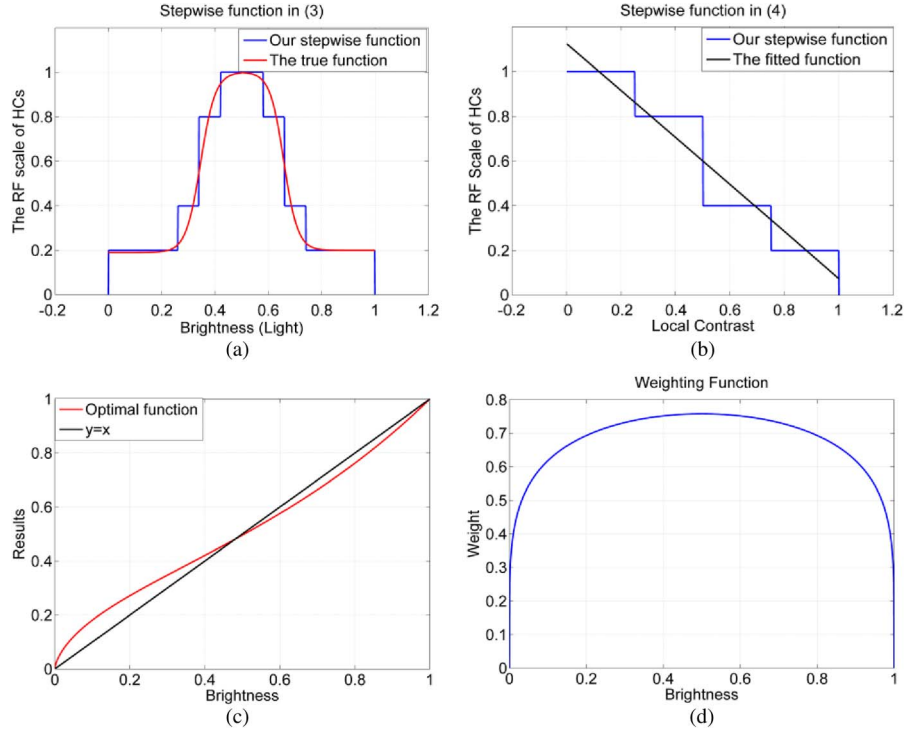 Stepwise function in (3)
Our stepwise function
The true function
The RF scale of HCs
1
0.8
0.6
0.4
0.2
0
-0.2 0 0.2 0.4 0.6 0.8 1 1.2
Brightness (Light)
(a)
Stepwise function in (4)
Our stepwise function
The fitted function
The RF Scale of HCs
1
0.8
0.6
0.4
0.2
0
-0.2 0 0.2 0.4 0.6 0.8 1 1.2
Local Contrast
(b)
Optimal function
y=x
Results
1
0.8
0.6
0.4
0.2
0
0 0.2 0.4 0.6 0.8 1
Brightness
(c)
Weighting Function
Weight
0.8
0.7
0.6
0.5
0.4
0.3
0.2
0.1
0
0 0.2 0.4 0.6 0.8 1
Brightness
(d)